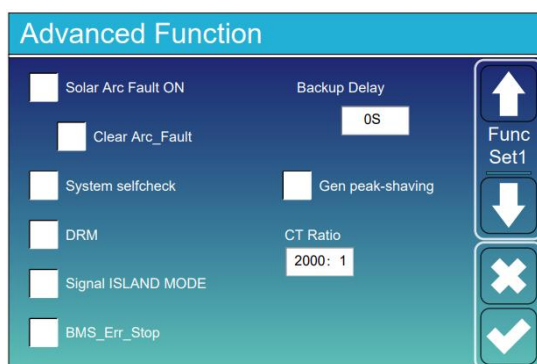 Advanced Function
Solar Arc Fault ON
Backup Delay
0S
Clear Arc_Fault
System selfcheck
Gen peak-shaving
DRM
CT Ratio
2000: 1
Signal ISLAND MODE
BMS_Err_Stop
Func
Set1